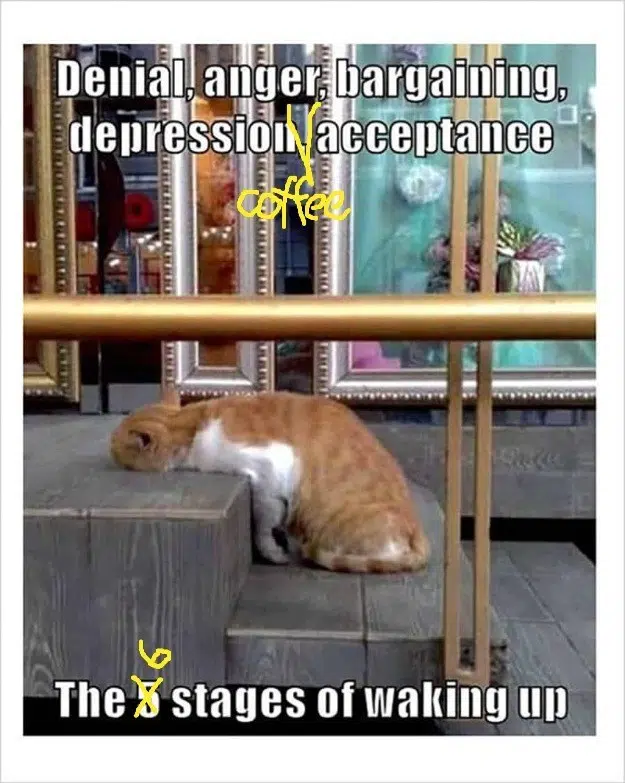 Denial, anger, bargaining,
depression, acceptance
coffee
6
The 5 stages of waking up